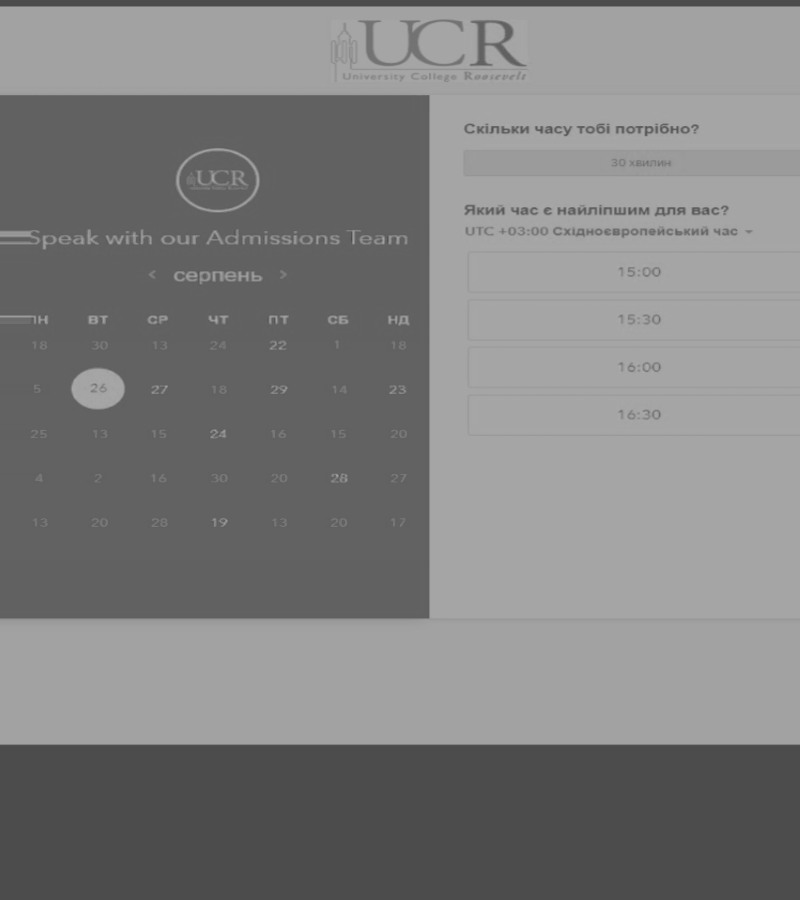 UCR
University College Roosevelt
UCR
Speak with our Admissions Team
< серпень >
ПН ВТ СР ЧТ ПТ СБ НД
18 30 13 24 22 1 18
5 26 27 18 29 14 23
25 13 15 24 16 15 20
4 2 16 30 20 28 27
13 20 28 19 13 20 17
Скільки часу тобі потрібно?
30 хвилин
Який час є найліпшим для вас?
UTC +03:00 Східноєвропейський час
15:00
15:30
16:00
16:30